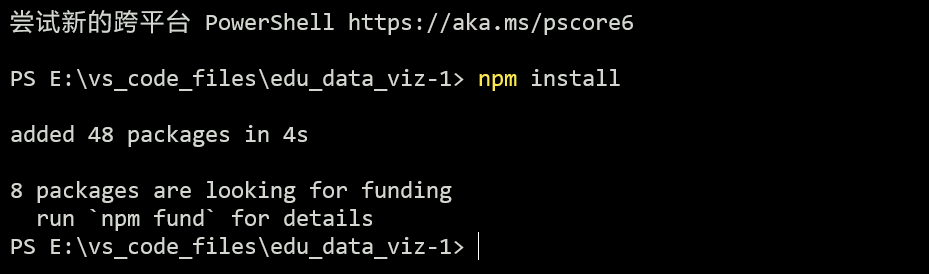 尝试新的跨平台 PowerShell https://aka.ms/pscore6
PS E:\vs_code_files\edu_data_viz-1> npm install
added 48 packages in 4s
8 packages are looking for funding
  run `npm fund` for details
PS E:\vs_code_files\edu_data_viz-1>